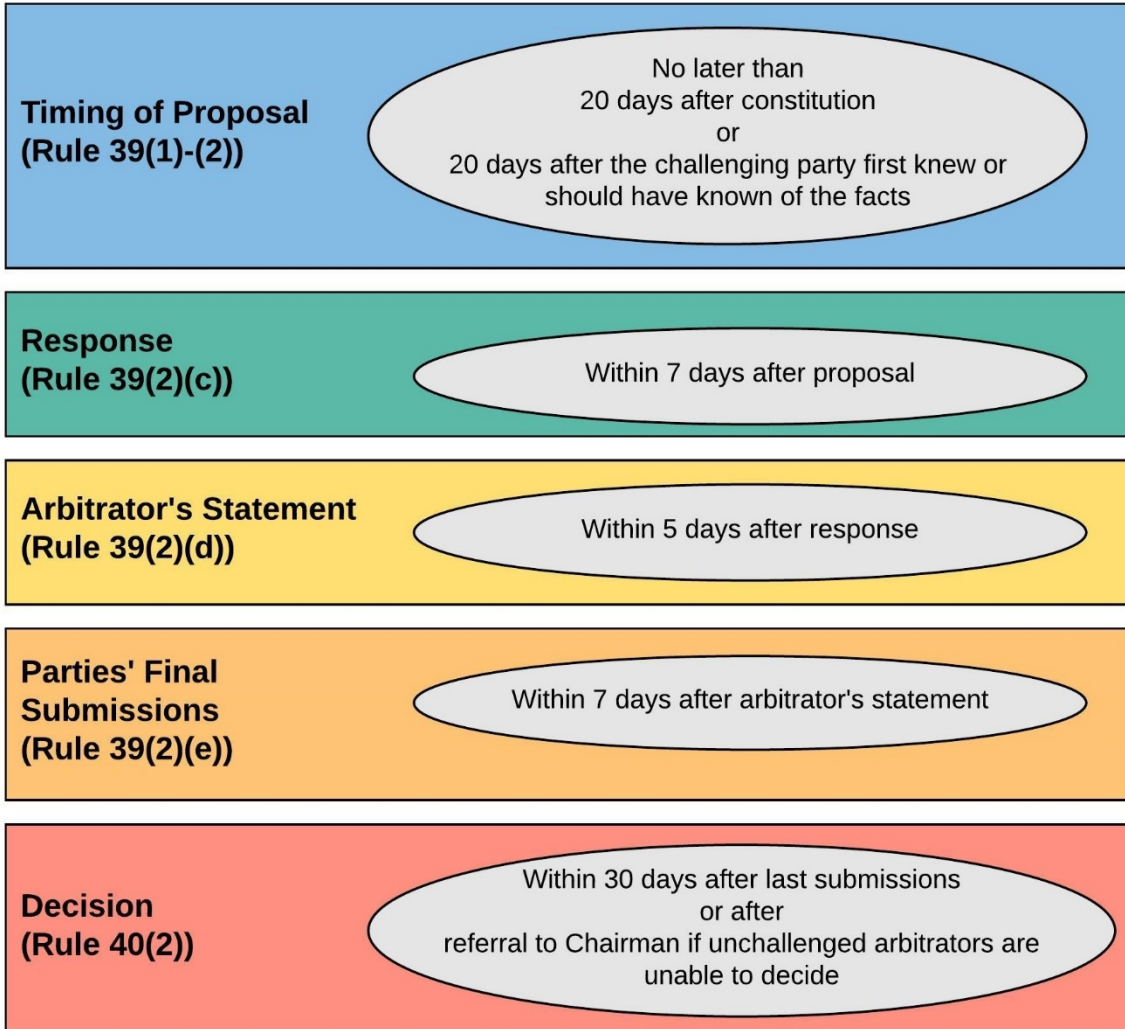 Timing of Proposal
(Rule 39(1)-(2))
No later than
20 days after constitution
or
20 days after the challenging party first knew or
should have known of the facts
Response
(Rule 39(2)(c))
Within 7 days after proposal
Arbitrator's Statement
(Rule 39(2)(d))
Within 5 days after response
Parties' Final
Submissions
(Rule 39(2)(e))
Within 7 days after arbitrator's statement
Decision
(Rule 40(2))
Within 30 days after last submissions
or after
referral to Chairman if unchallenged arbitrators are
unable to decide